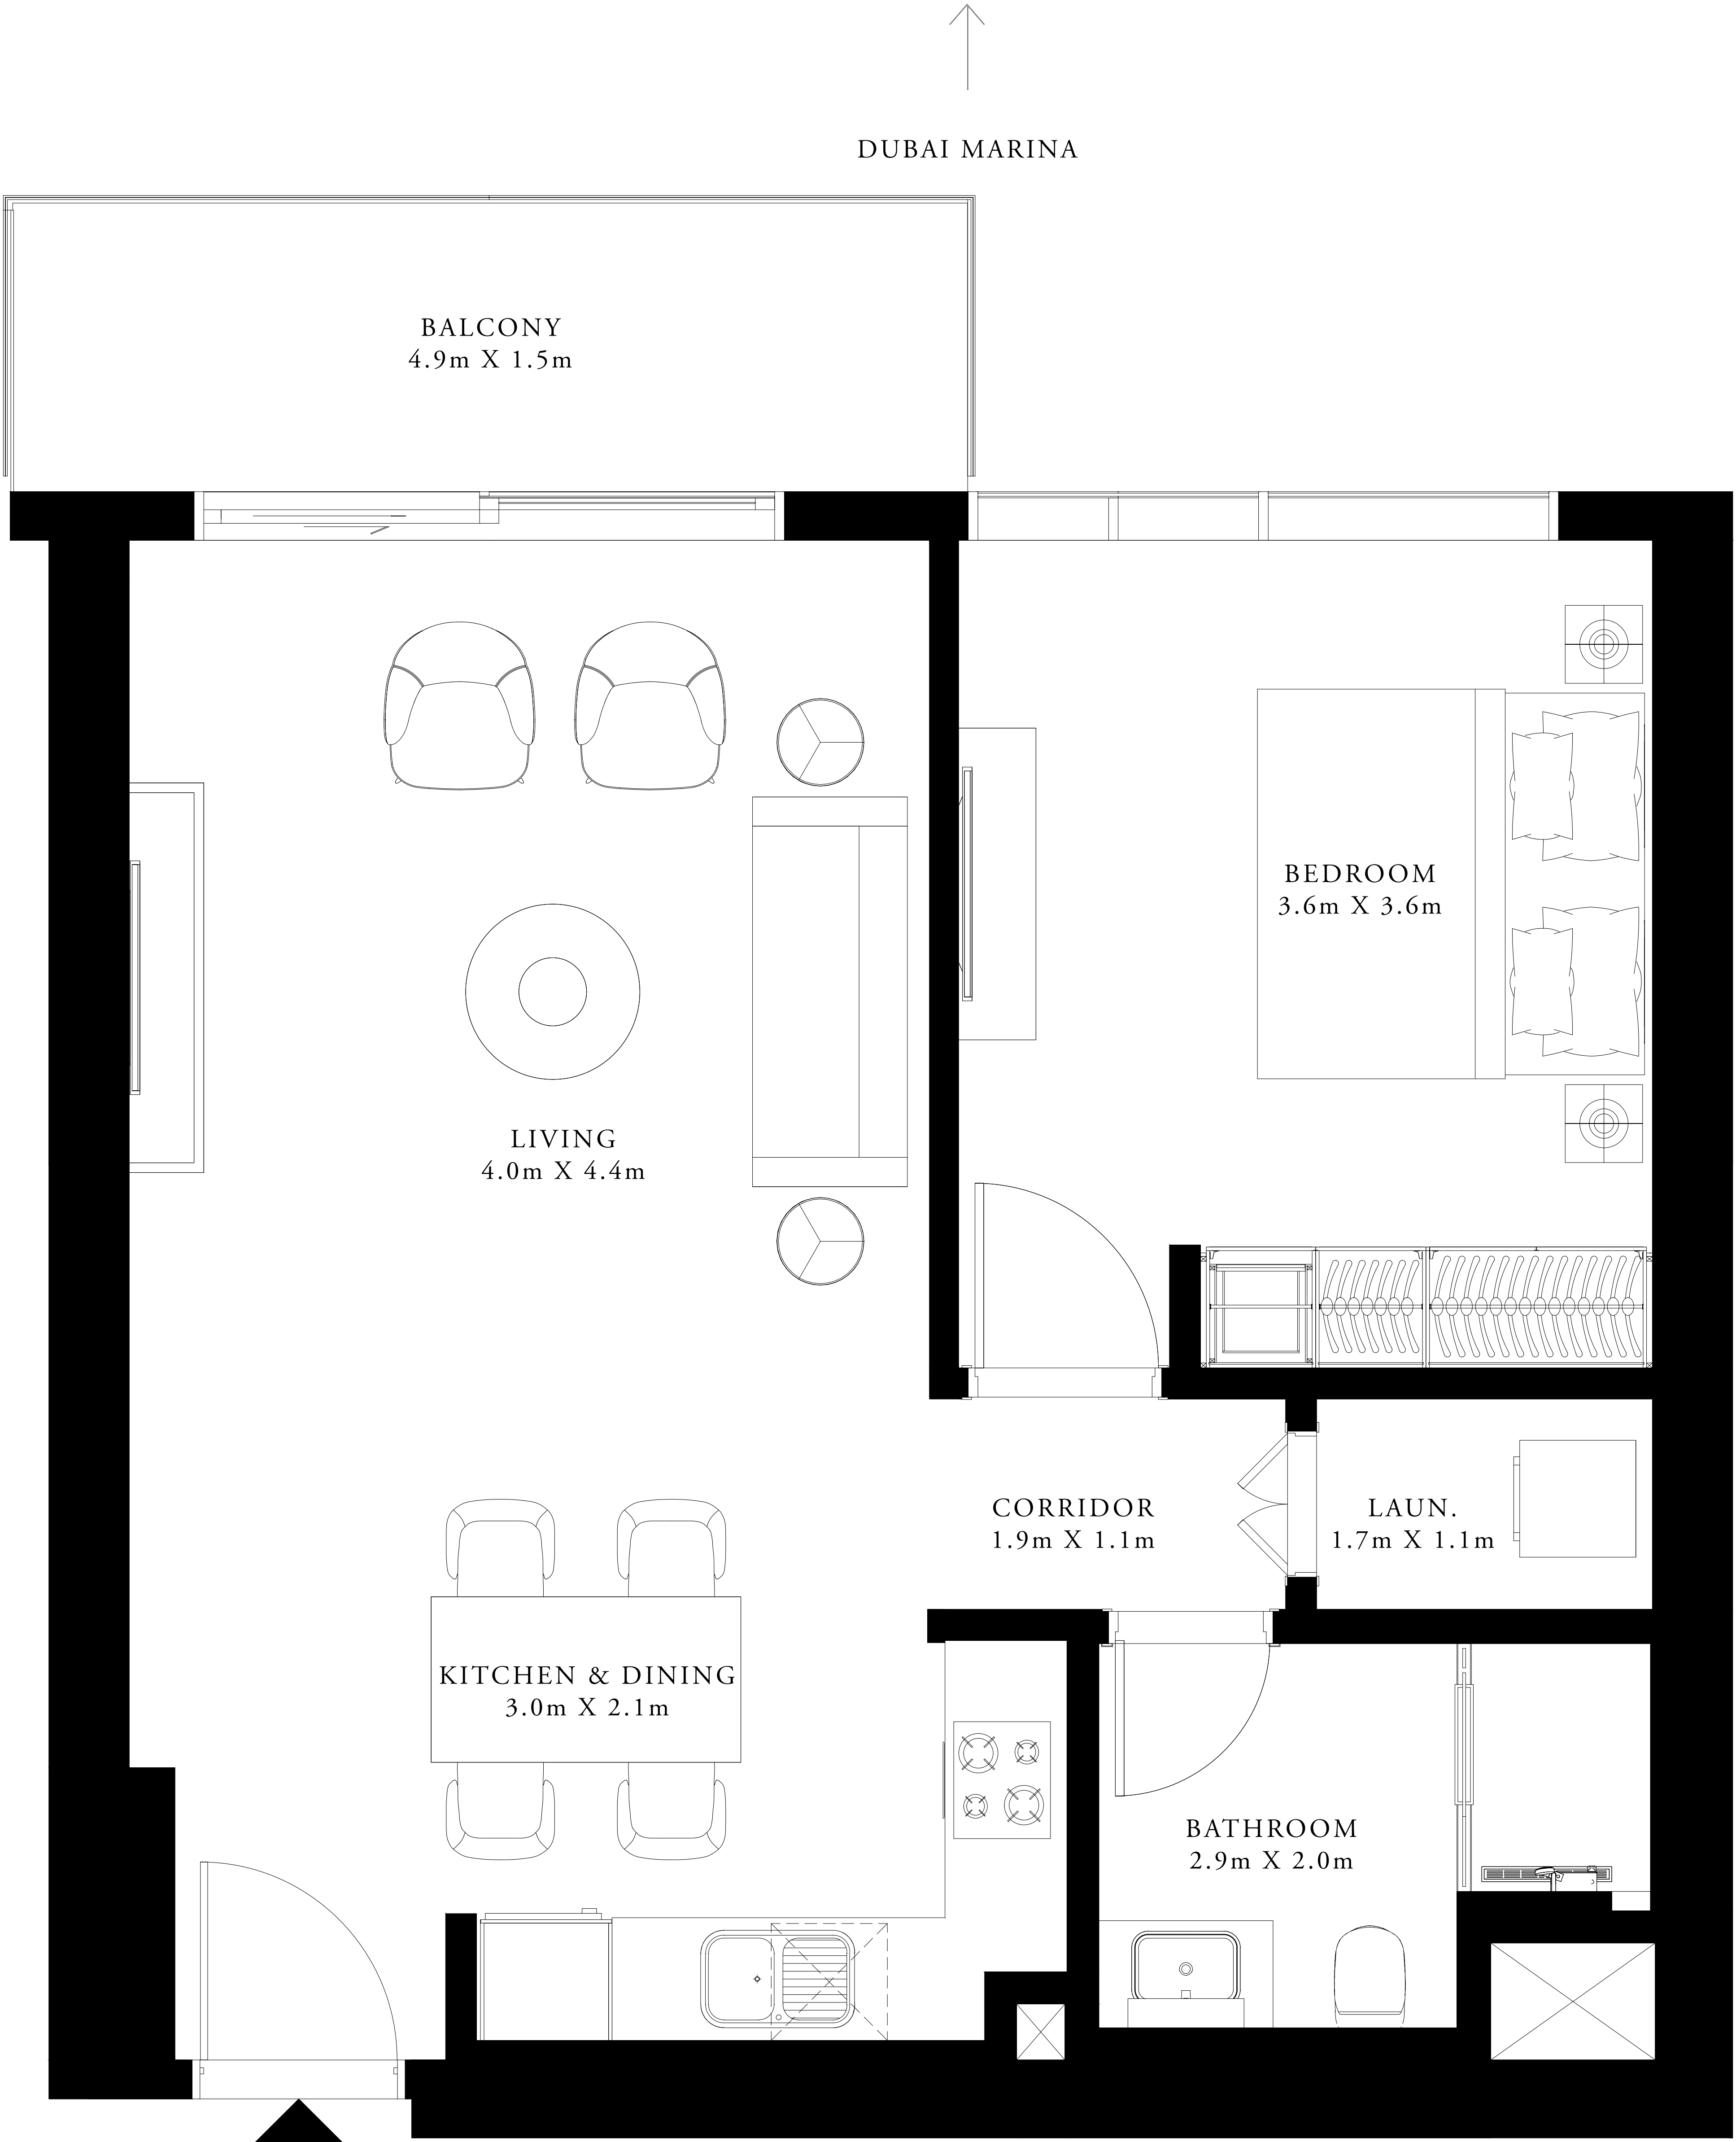 DUBAI MARINA
BALCONY
4.9m X 1.5m
BEDROOM
3.6m X 3.6m
LIVING
4.0m X 4.4m
CORRIDOR
1.9m X 1.1m
LAUN.
1.7m X 1.1m
KITCHEN & DINING
3.0m X 2.1m
BATHROOM
2.9m X 2.0m